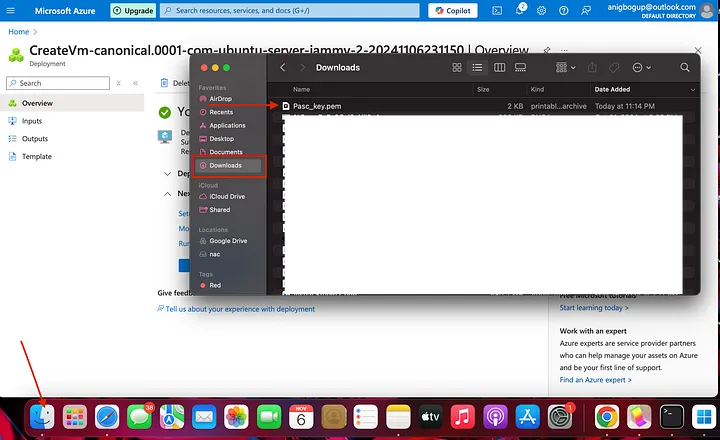 Microsoft Azure
Upgrade
Search resources, services, and docs (G+/)
Copilot
2
anigbogup@outlook.com
DEFAULT DIRECTORY
Home
CreateVm-canonical.0001-com-ubuntu-server-jammy-2-20241106231150 | Overview
Deployment
Search
Delet
Overview
Inputs
Outputs
Template
Yo
De
Su
Re
Dep
Nex
Set
Mo
Run
Give feedb
Tell us about your experience with deployment
Downloads
Favorites
AirDrop
Recents
Applications
Desktop
Documents
Downloads
iCloud
iCloud Drive
Shared
Locations
Google Drive
nac
Tags
Red
Name
Size
Kind
Date Added
Pasc_key.pem
2 KB
printabl...archive
Today at 11:14 PM
Free Microsoft tutorials
Start learning today >
Work with an expert
Azure experts are service provider partners
who can help manage your assets on Azure
and be your first line of support.
Find an Azure expert >
38
NOV
6
tv
1